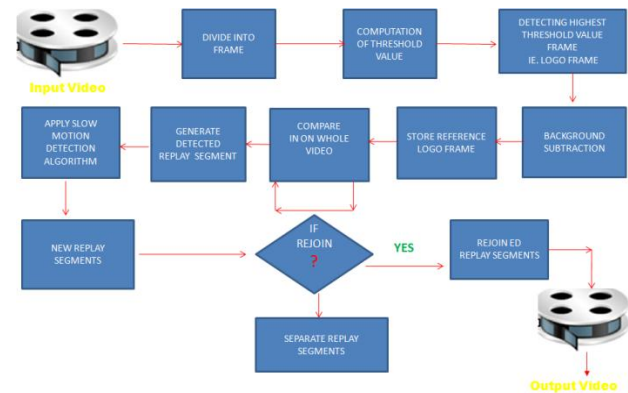 Input Video
DIVIDE INTO
FRAME
COMPUTATION
OF THRESHOLD
VALUE
DETECTING HIGHEST
THRESHOLD VALUE
FRAME
IE. LOGO FRAME
BACKGROUND
SUBTRACTION
STORE REFERENCE
LOGO FRAME
COMPARE
IN ON WHOLE
VIDEO
GENERATE
DETECTED
REPLAY SEGMENT
APPLY SLOW
MOTION
DETECTION
ALGORITHM
NEW REPLAY
SEGMENTS
IF
REJOIN
?
YES
REJOIN ED
REPLAY SEGMENTS
SEPARATE REPLAY
SEGMENTS
Output Video